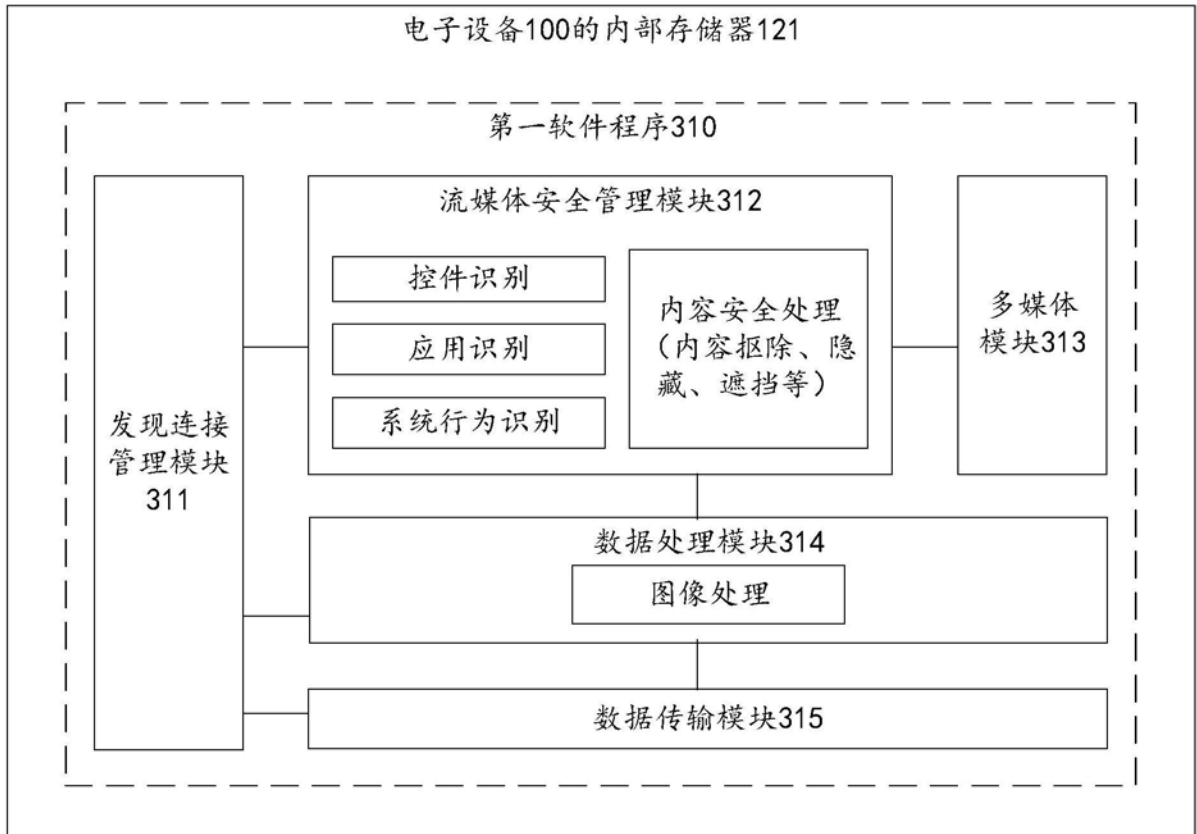 电子设备100的内部存储器121
第一软件程序310
发现连接
管理模块
311
流媒体安全管理模块312
控件识别
应用识别
系统行为识别
内容安全处理
（内容抠除、隐
藏、遮挡等）
多媒体
模块313
数据处理模块314
图像处理
数据传输模块315